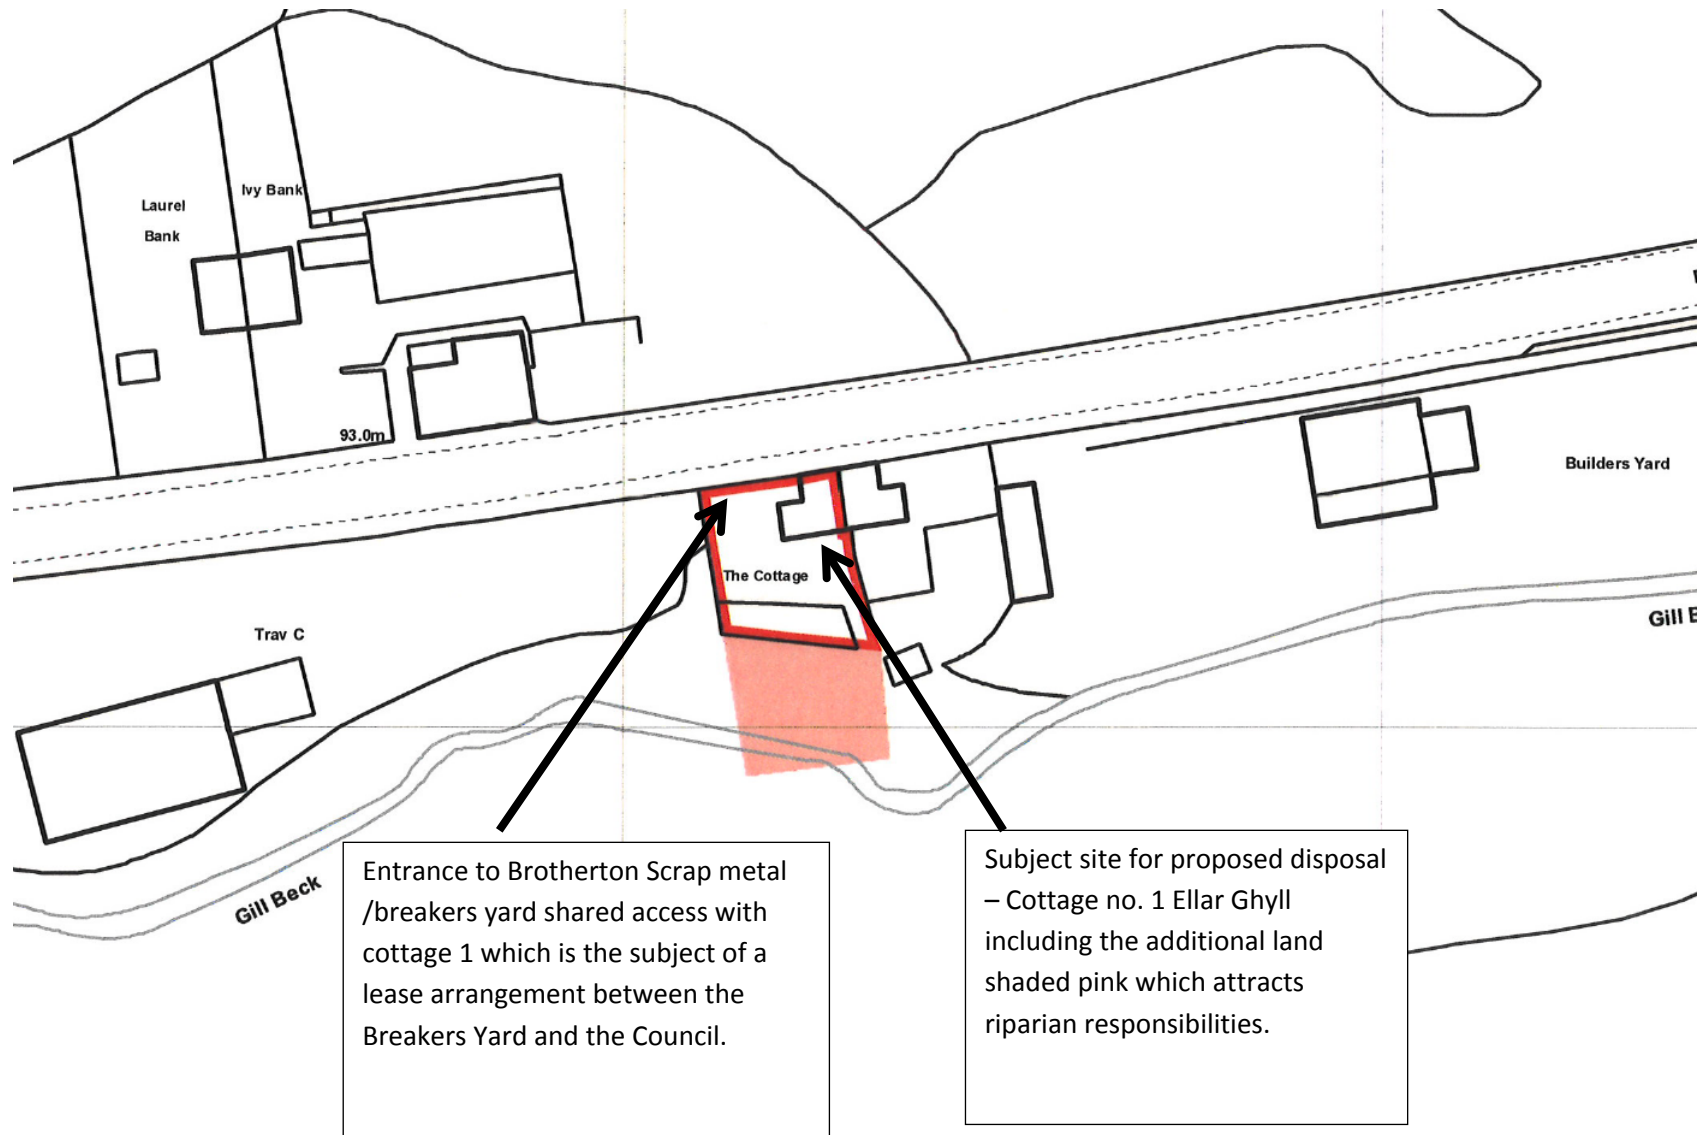 Ivy Bank
Laurel
Bank
93.0m
Builders Yard
The Cottage
Trav C
Gill B
Gill Beck
Entrance to Brotherton Scrap metal
/breakers yard shared access with
cottage 1 which is the subject of a
lease arrangement between the
Breakers Yard and the Council.
Subject site for proposed disposal
– Cottage no. 1 Ellar Ghyll
including the additional land
shaded pink which attracts
riparian responsibilities.